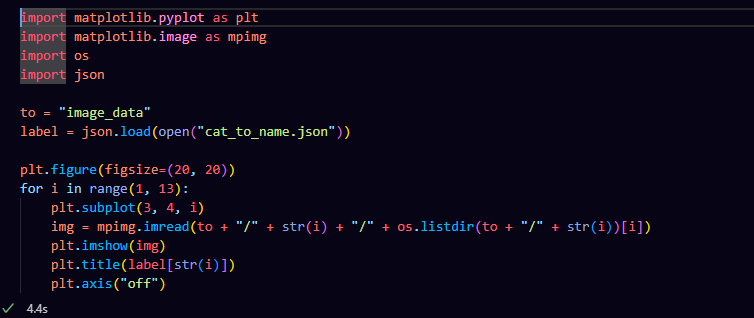 import matplotlib.pyplot as plt
import matplotlib.image as mpimg
import os
import json

to = "image_data"
label = json.load(open("cat_to_name.json"))

plt.figure(figsize=(20, 20))
for i in range(1, 13):
    plt.subplot(3, 4, i)
    img = mpimg.imread(to + "/" + str(i) + "/" + os.listdir(to + "/" + str(i))[i])
    plt.imshow(img)
    plt.title(label[str(i)])
    plt.axis("off")
4.4s